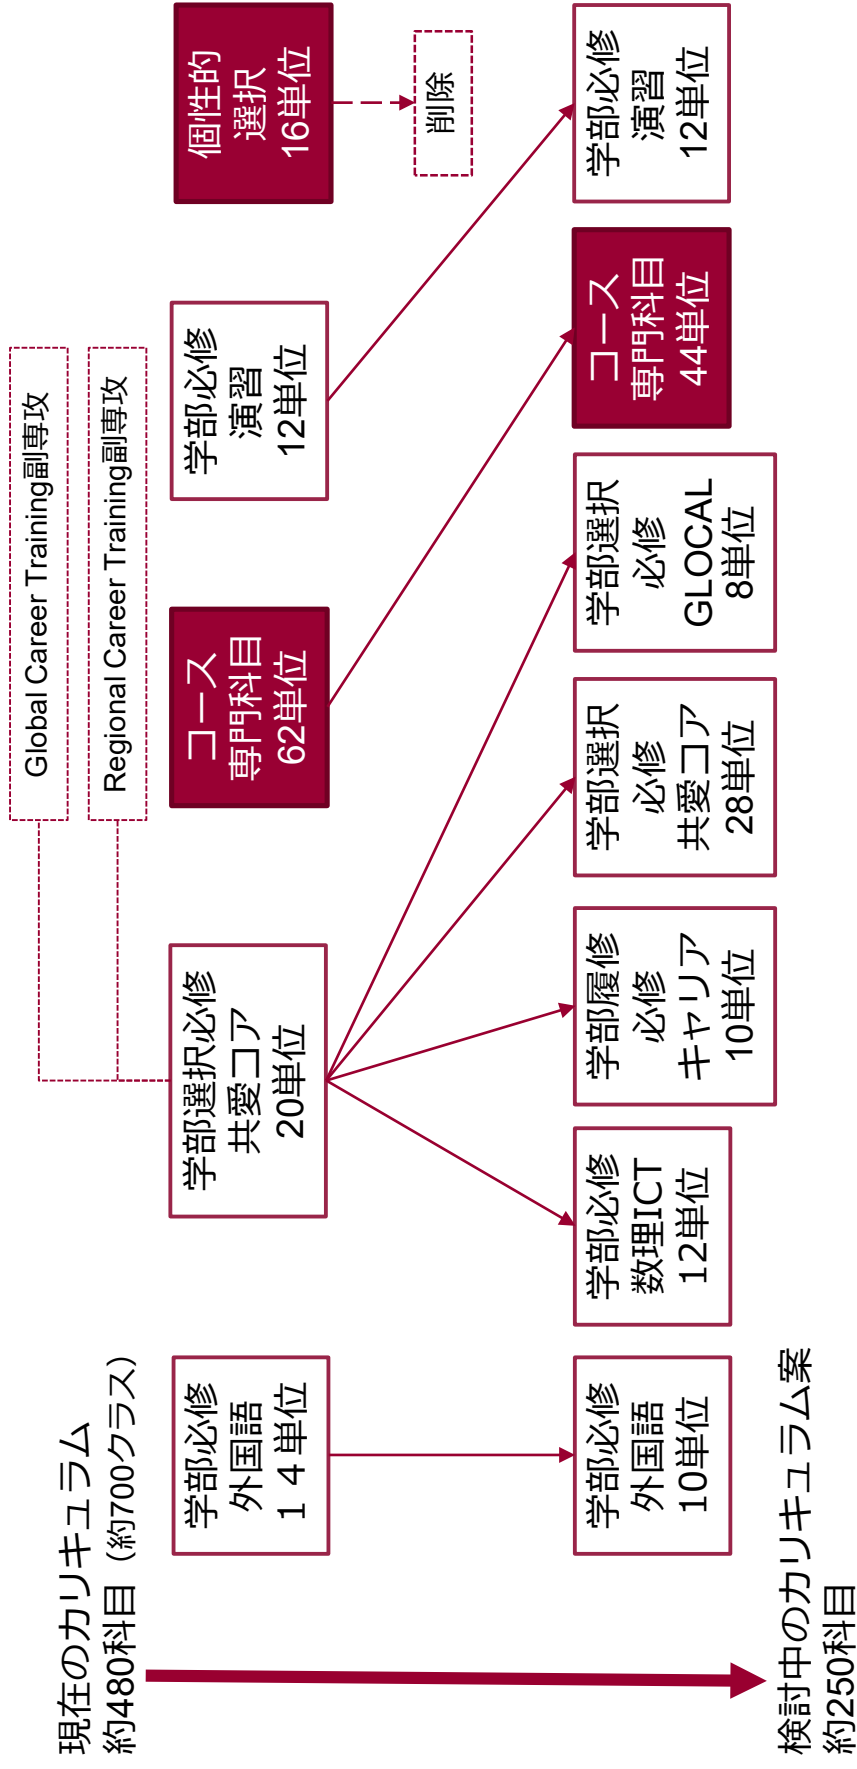 現在のカリキュラム
約480科目（約700クラス）
Global Career Training副専攻
Regional Career Training副専攻
学部必修
外国語
１４単位
学部選択必修
共愛コア
20単位
コース
専門科目
62単位
学部必修
演習
12単位
個性的
選択
16単位
削除
学部必修
外国語
10単位
学部必修
数理ICT
12単位
学部履修
必修
キャリア
10単位
学部選択
必修
共愛コア
28単位
学部選択
必修
GLOCAL
8単位
コース
専門科目
44単位
学部必修
演習
12単位
検討中のカリキュラム案
約250科目